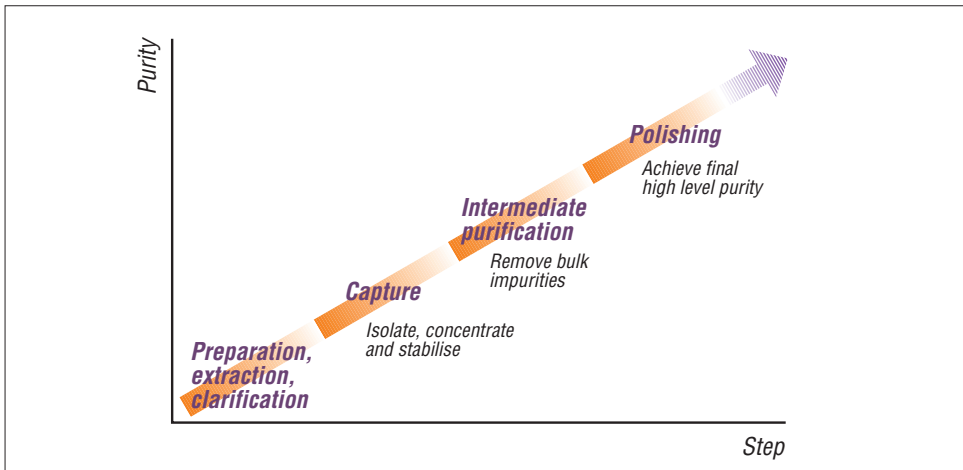 Purity
Polishing
Achieve final
high level purity
Intermediate
purification
Remove bulk
impurities
Capture
Isolate, concentrate
and stabilise
Preparation,
extraction,
clarification
Step